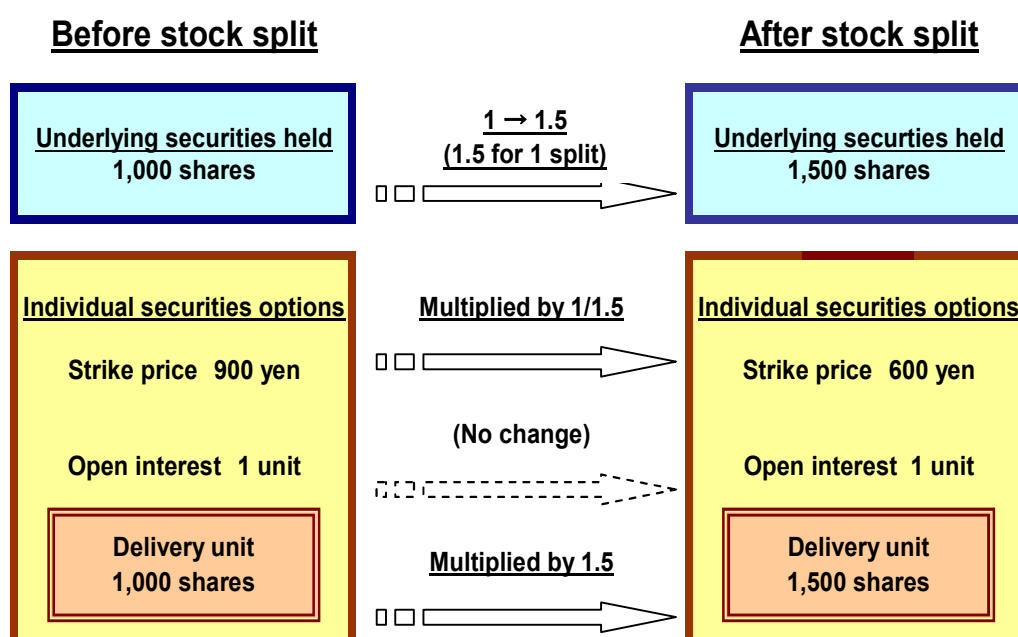 Before stock split
After stock split
Underlying securities held
1,000 shares
1 → 1.5
(1.5 for 1 split)
Underlying securties held
1,500 shares
Individual securities options
Multiplied by 1/1.5
Individual securities options
Strike price 900 yen
Strike price 600 yen
(No change)
Open interest 1 unit
Open interest 1 unit
Delivery unit
1,000 shares
Multiplied by 1.5
Delivery unit
1,500 shares